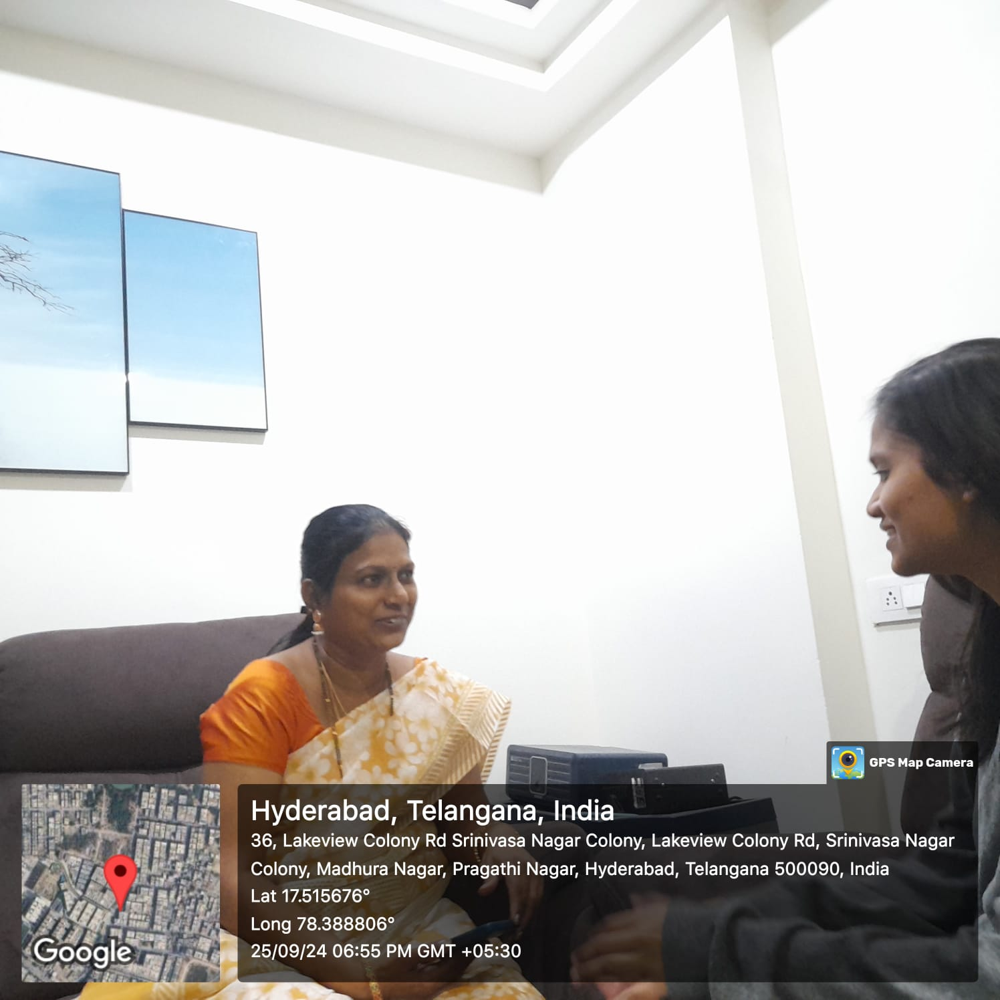 GPS Map Camera
Hyderabad, Telangana, India
36, Lakeview Colony Rd Srinivasa Nagar Colony, Lakeview Colony Rd, Srinivasa Nagar
Colony, Madhura Nagar, Pragathi Nagar, Hyderabad, Telangana 500090, India
Lat 17.515676°
Long 78.388806°
25/09/24 06:55 PM GMT +05:30
Google